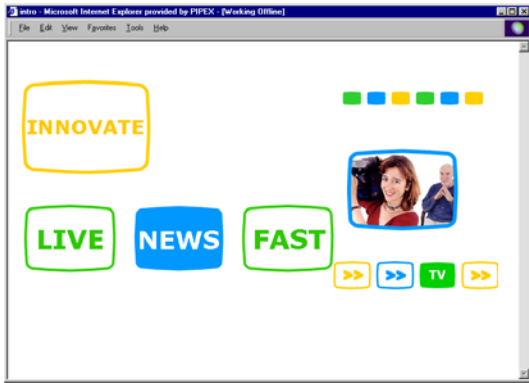 intro - Microsoft Internet Explorer provided by PIPEX - [Working Offline]
File Edit View Favorites Tools Help
INNOVATE
LIVE NEWS FAST
>> >> TV >>